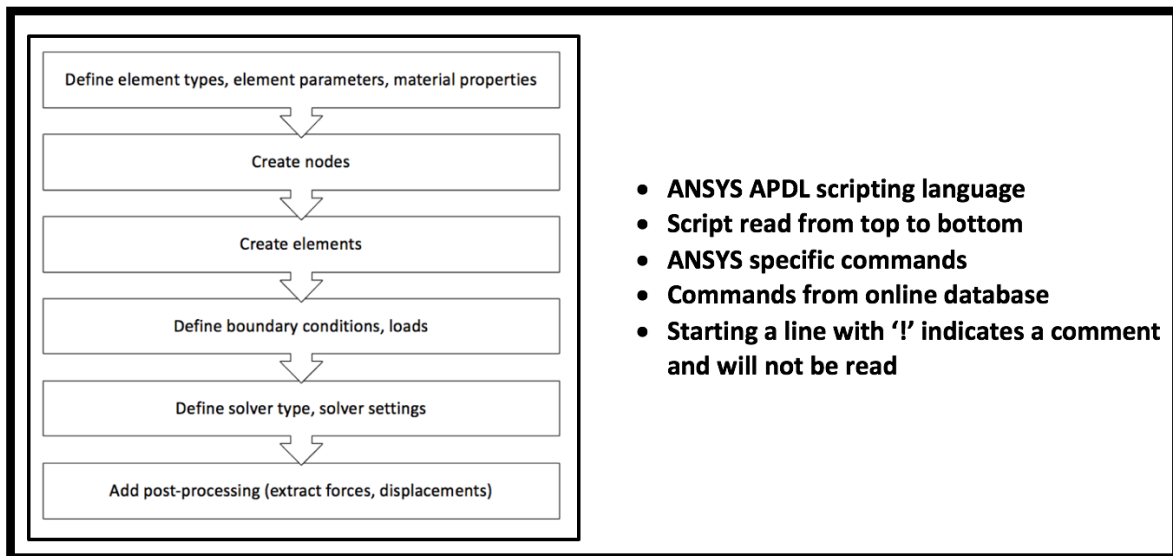 Define element types, element parameters, material properties
Create nodes
Create elements
Define boundary conditions, loads
Define solver type, solver settings
Add post-processing (extract forces, displacements)
• ANSYS APDL scripting language
• Script read from top to bottom
• ANSYS specific commands
• Commands from online database
• Starting a line with ‘!’ indicates a comment
and will not be read